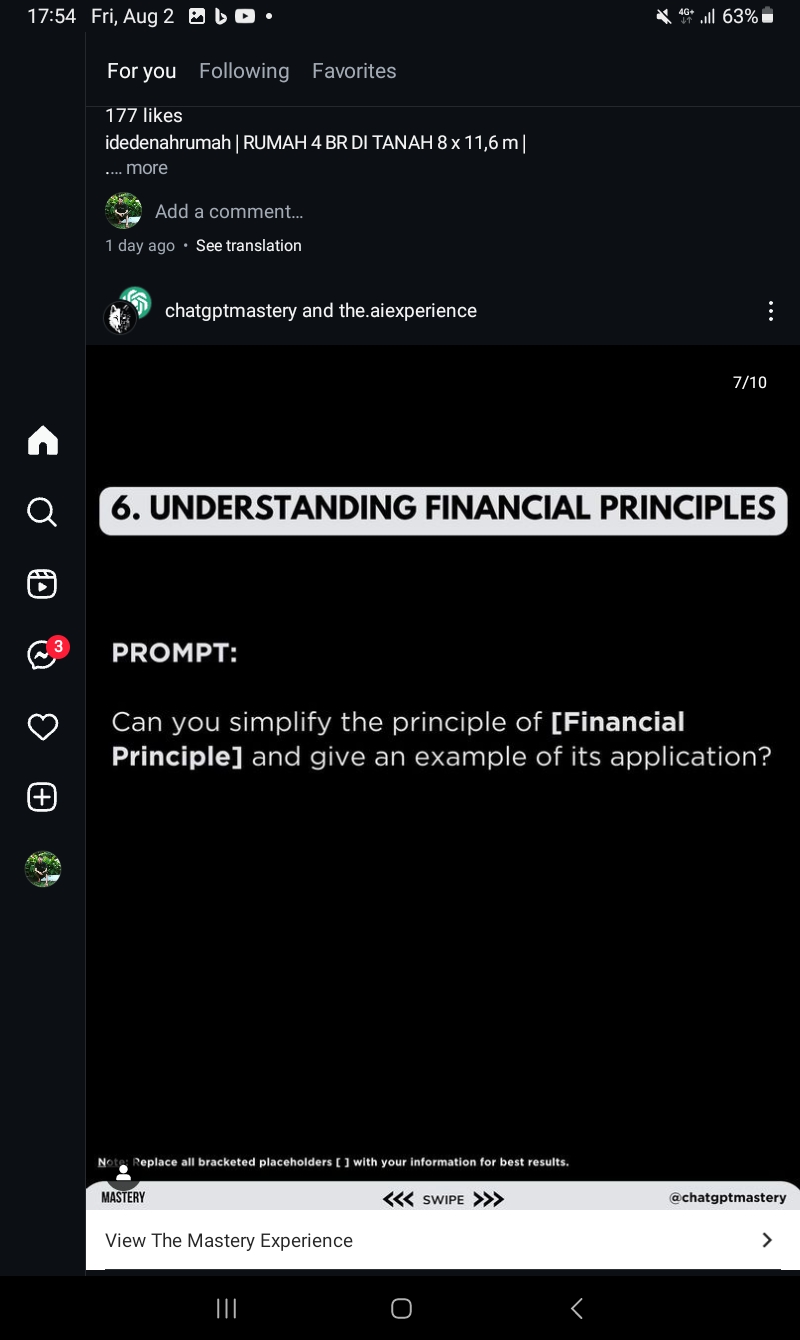 17:54 Fri, Aug 2
4G+ 63%
For you Following Favorites
177 likes
idedenahrumah | RUMAH 4 BR DI TANAH 8 x 11,6 m |
.... more
Add a comment...
1 day ago • See translation
chatgptmastery and the.aiexperience
7/10
6. UNDERSTANDING FINANCIAL PRINCIPLES
PROMPT:
Can you simplify the principle of [Financial
Principle] and give an example of its application?
3
Note: Replace all bracketed placeholders [ ] with your information for best results.
MASTERY <<< SWIPE >>> @chatgptmastery
View The Mastery Experience